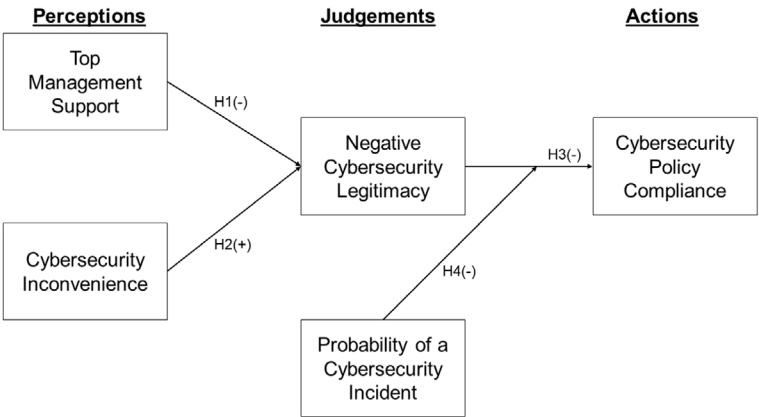 Perceptions
Judgements
Actions
Top
Management
Support
H1(-)
Negative
Cybersecurity
Legitimacy
H3(-)
Cybersecurity
Policy
Compliance
Cybersecurity
Inconvenience
H2(+)
H4(-)
Probability of a
Cybersecurity
Incident